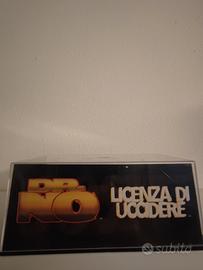 DR.
NO
LICENZA DI
UCCIDERE
subito